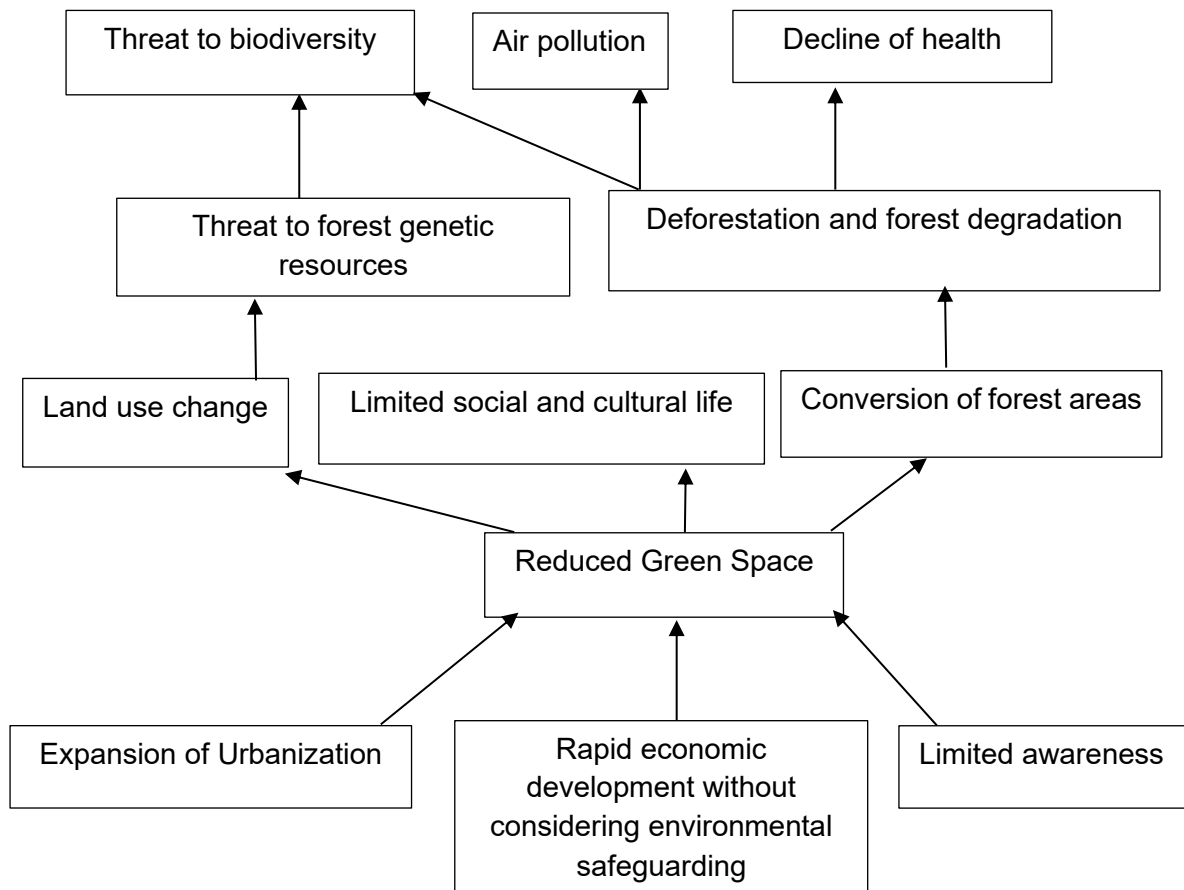 Threat to biodiversity
Air pollution
Decline of health
Threat to forest genetic
resources
Deforestation and forest degradation
Land use change
Limited social and cultural life
Conversion of forest areas
Reduced Green Space
Expansion of Urbanization
Rapid economic
development without
considering environmental
safeguarding
Limited awareness